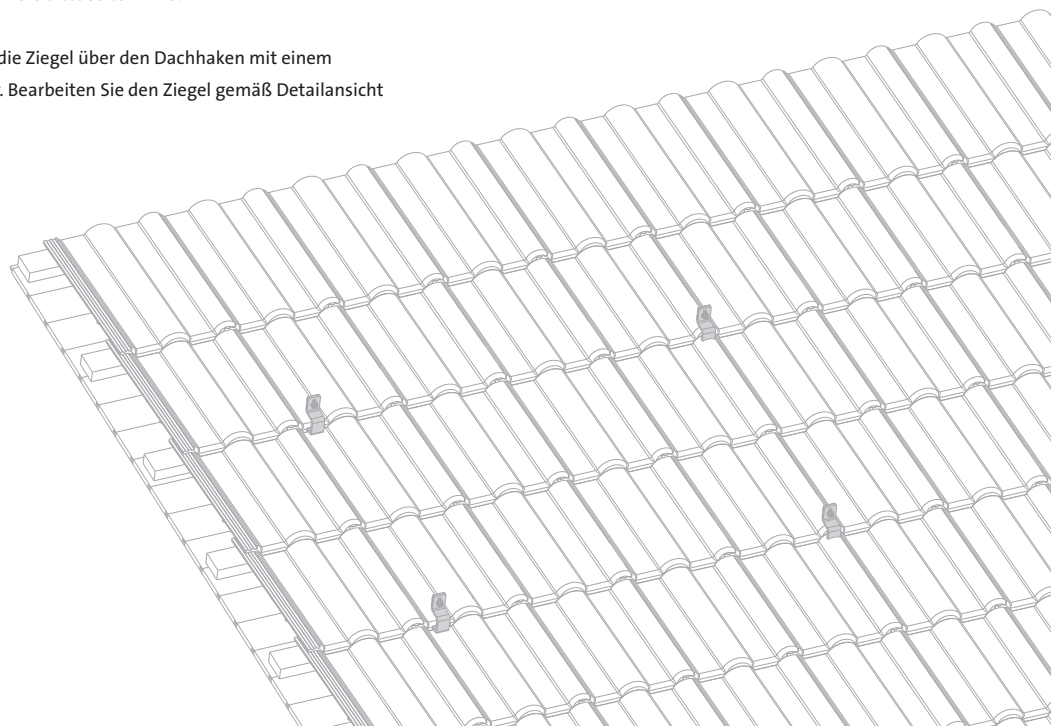 die Ziegel über den Dachhaken mit einem
. Bearbeiten Sie den Ziegel gemäß Detailansicht